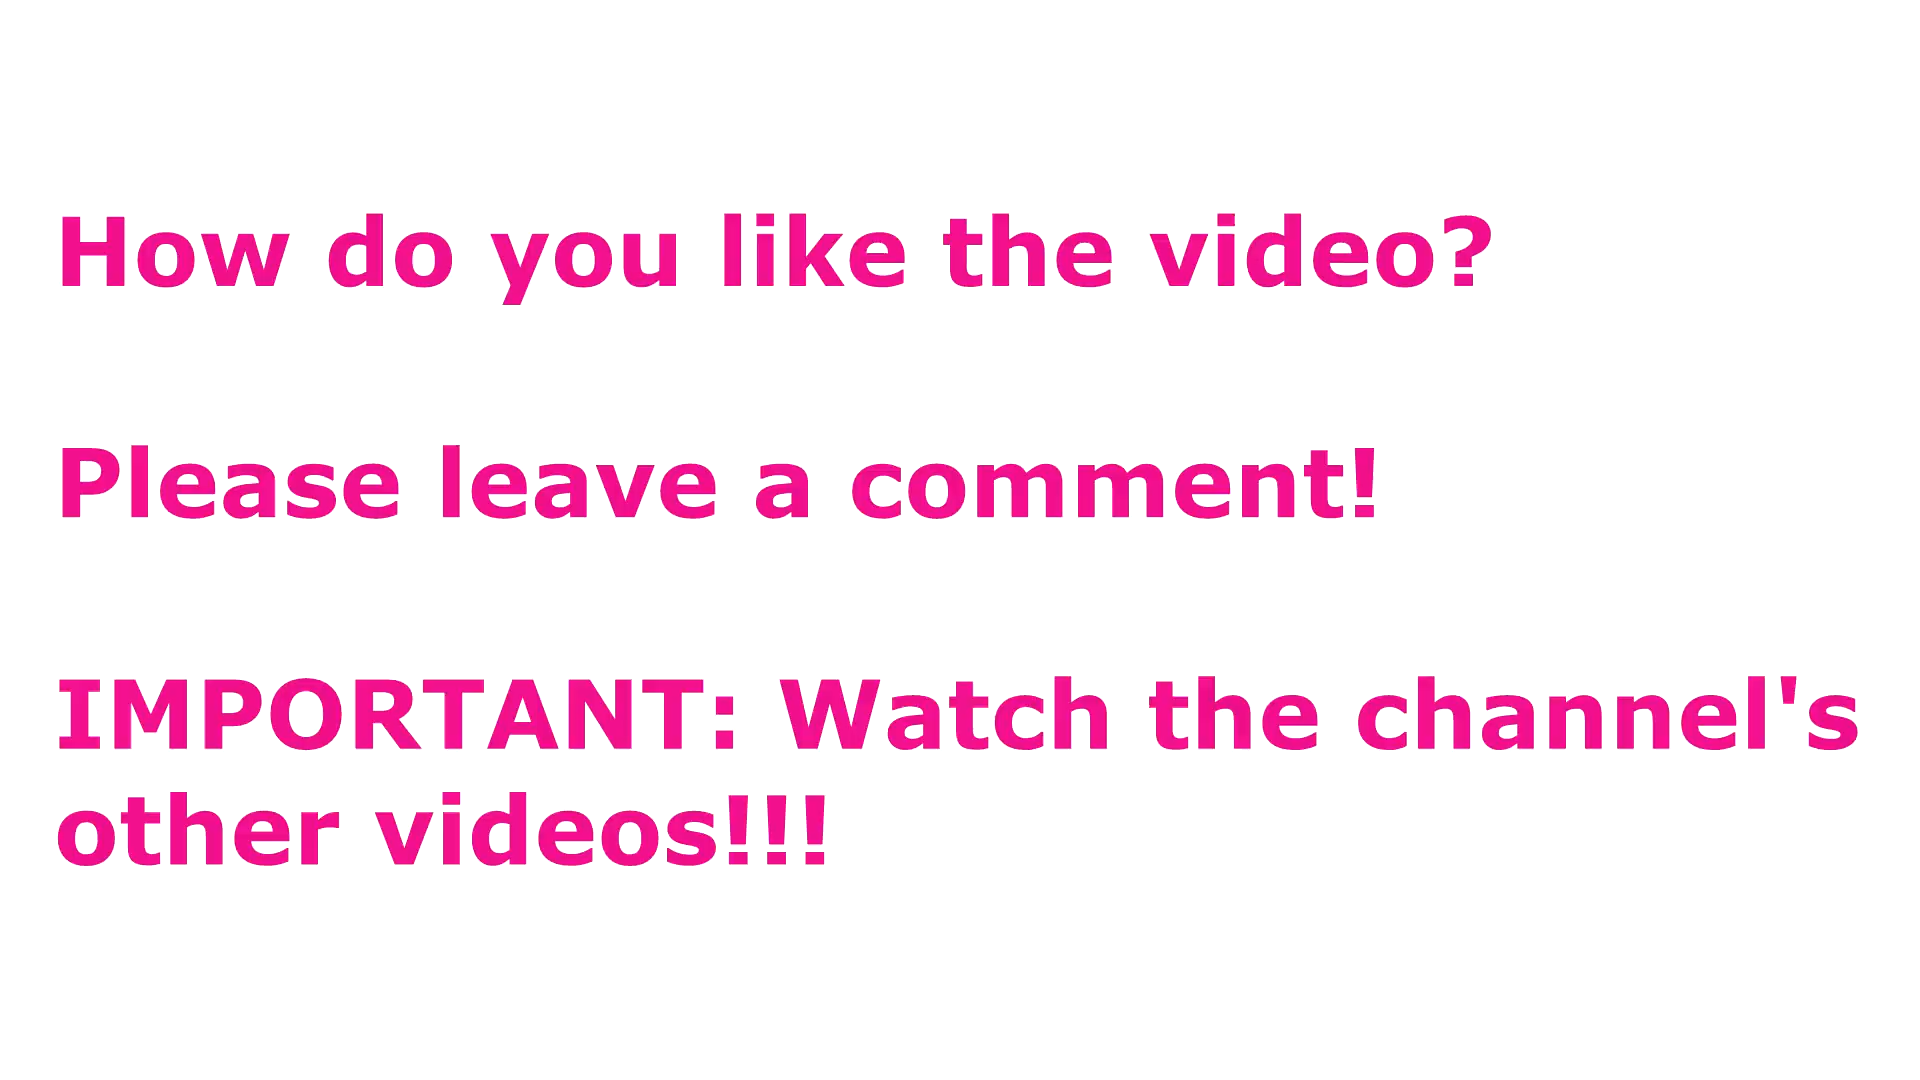 How do you like the video?
Please leave a comment!
IMPORTANT: Watch the channel's
other videos!!!